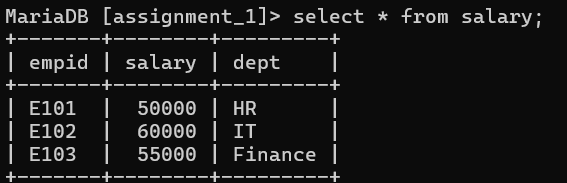 MariaDB [assignment_1]> select * from salary;
+-------+--------+---------+
| empid | salary | dept    |
+-------+--------+---------+
| E101  |  50000 | HR      |
| E102  |  60000 | IT      |
| E103  |  55000 | Finance |
+-------+--------+---------+